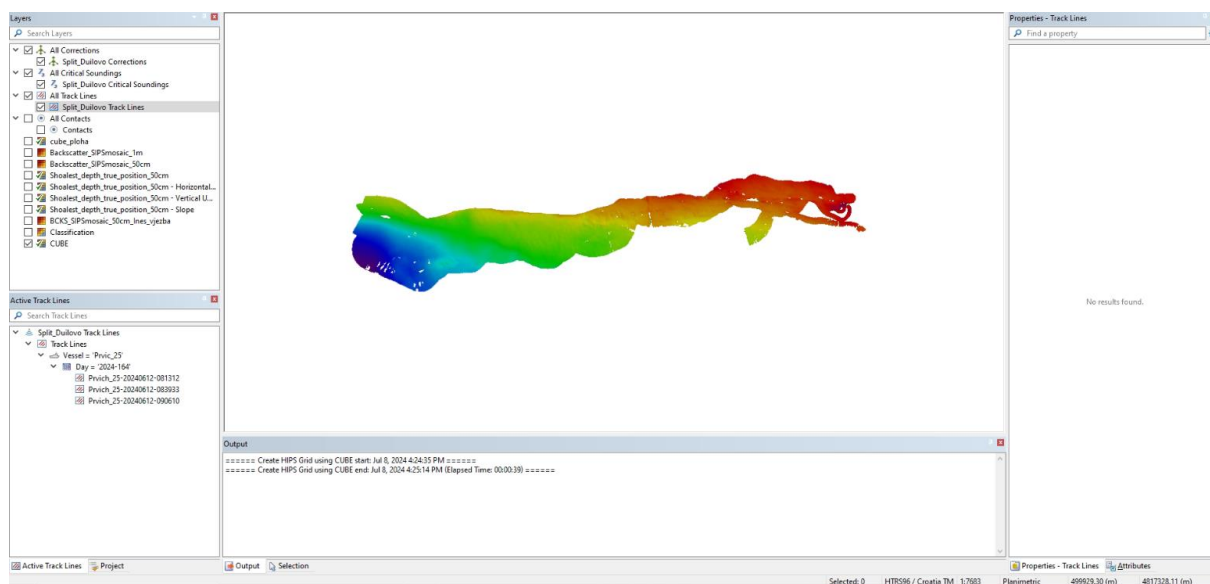 Layers
Search Layers
All Corrections
Split_Duilovo Corrections
All Critical Soundings
Split_Duilovo Critical Soundings
All Track Lines
Split_Duilovo Track Lines
All Contacts
Contacts
cube_ploha
Backscatter_SIPSmosaic_1m
Backscatter_SIPSmosaic_50cm
Shoalest_depth_true_position_50cm
Shoalest_depth_true_position_50cm - Horizontal...
Shoalest_depth_true_position_50cm - Vertical U...
Shoalest_depth_true_position_50cm - Slope
BCKS_SIPSmosaic_50cm_lnes_vjezba
Classification
CUBE
Active Track Lines
Search Track Lines
Split_Duilovo Track Lines
Track Lines
Vessel = 'Prvic_25'
Day = '2024-164'
Prvich_25-20240612-081312
Prvich_25-20240612-083933
Prvich_25-20240612-090610
Active Track Lines Project
Output
====== Create HIPS Grid using CUBE start: Jul 8, 2024 4:24:35 PM ======
====== Create HIPS Grid using CUBE end: Jul 8, 2024 4:25:14 PM (Elapsed Time: 00:00:39) ======
Output Selection
Properties - Track Lines
Find a property
No results found.
Properties - Track Lines Attributes
Selected: 0 HTRS96 / Croatia TM 1:7683 Planimetric 499929.30 (m) 4817328.11 (m)